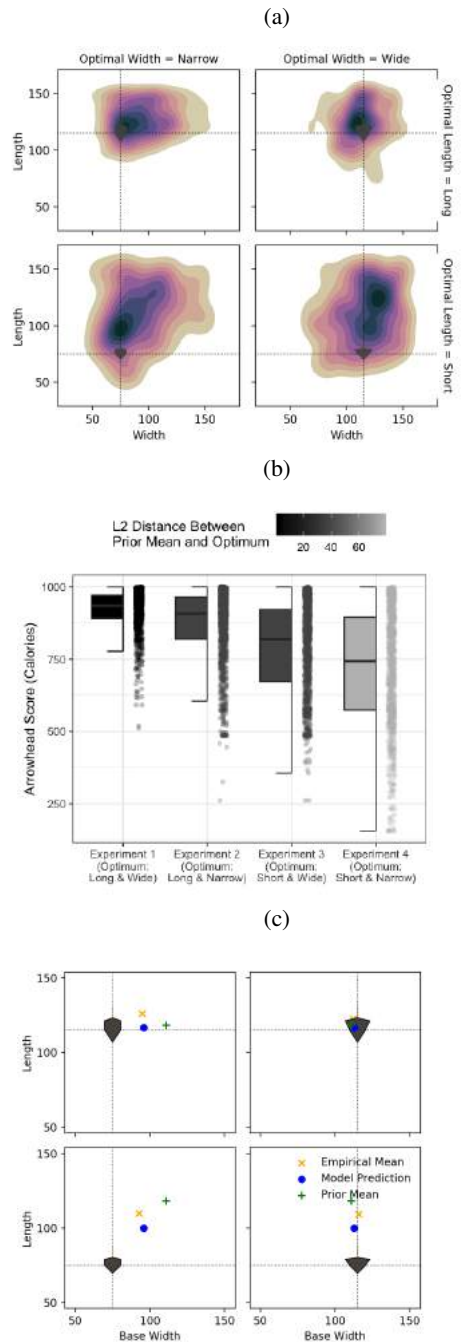 (a)
Optimal Width = Narrow
Optimal Width = Wide
150
100
50
Length
Optimal Length = Long
150
100
50
Length
Optimal Length = Short
50 100 150
50 100 150
Width
Width
(b)
L2 Distance Between
Prior Mean and Optimum
20 40 60
1000
750
500
250
Arrowhead Score (Calories)
Experiment 1
(Optimum:
Long & Wide)
Experiment 2
(Optimum:
Long & Narrow)
Experiment 3
(Optimum:
Short & Wide)
Experiment 4
(Optimum:
Short & Narrow)
(c)
150
100
50
Length
150
100
50
Length
Empirical Mean
Model Prediction
Prior Mean
50 100 150
50 100 150
Base Width
Base Width